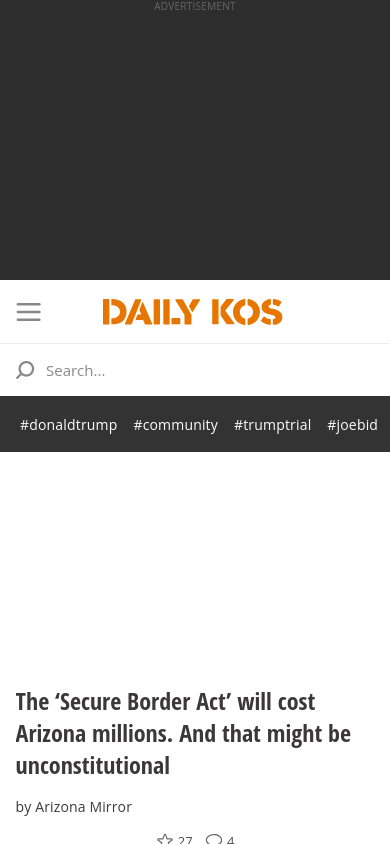 ADVERTISEMENT
DAILY KOS
Search...
#donaldtrump #community #trumptrial #joebid
The ‘Secure Border Act’ will cost
Arizona millions. And that might be
unconstitutional
by Arizona Mirror
27 4